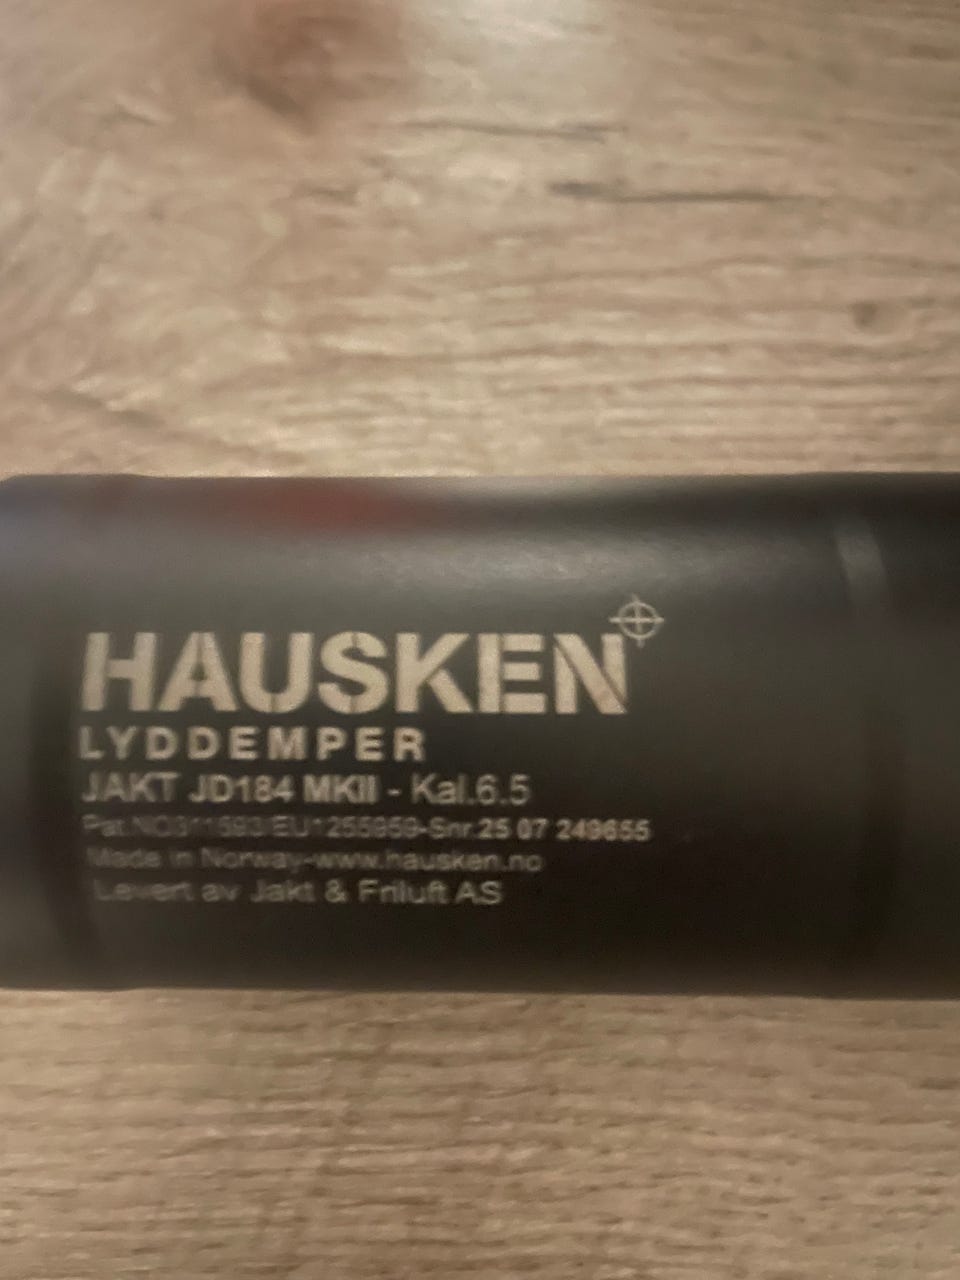 HAUSKEN
LYDDEMPER
JAKT JD184 MKII - Kal.6.5
Pat.NO311593/EU1255959-Snr.25 07 249655
Made in Norway-www.hausken.no
Levert av Jakt & Friluft AS